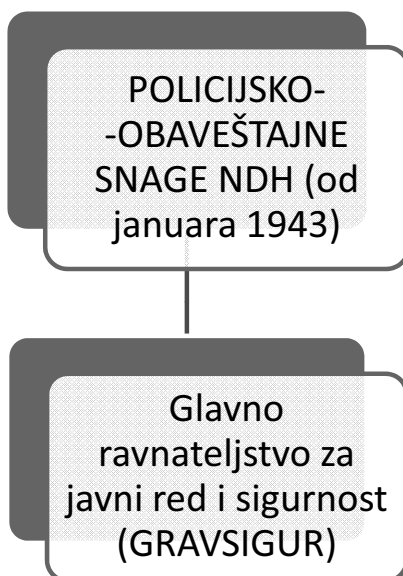 POLICIJSKO-
-OBAVEŠTAJNE
SNAGE NDH (od
januara 1943)
Glavno
ravnateljstvo za
javni red i sigurnost
(GRAVSIGUR)